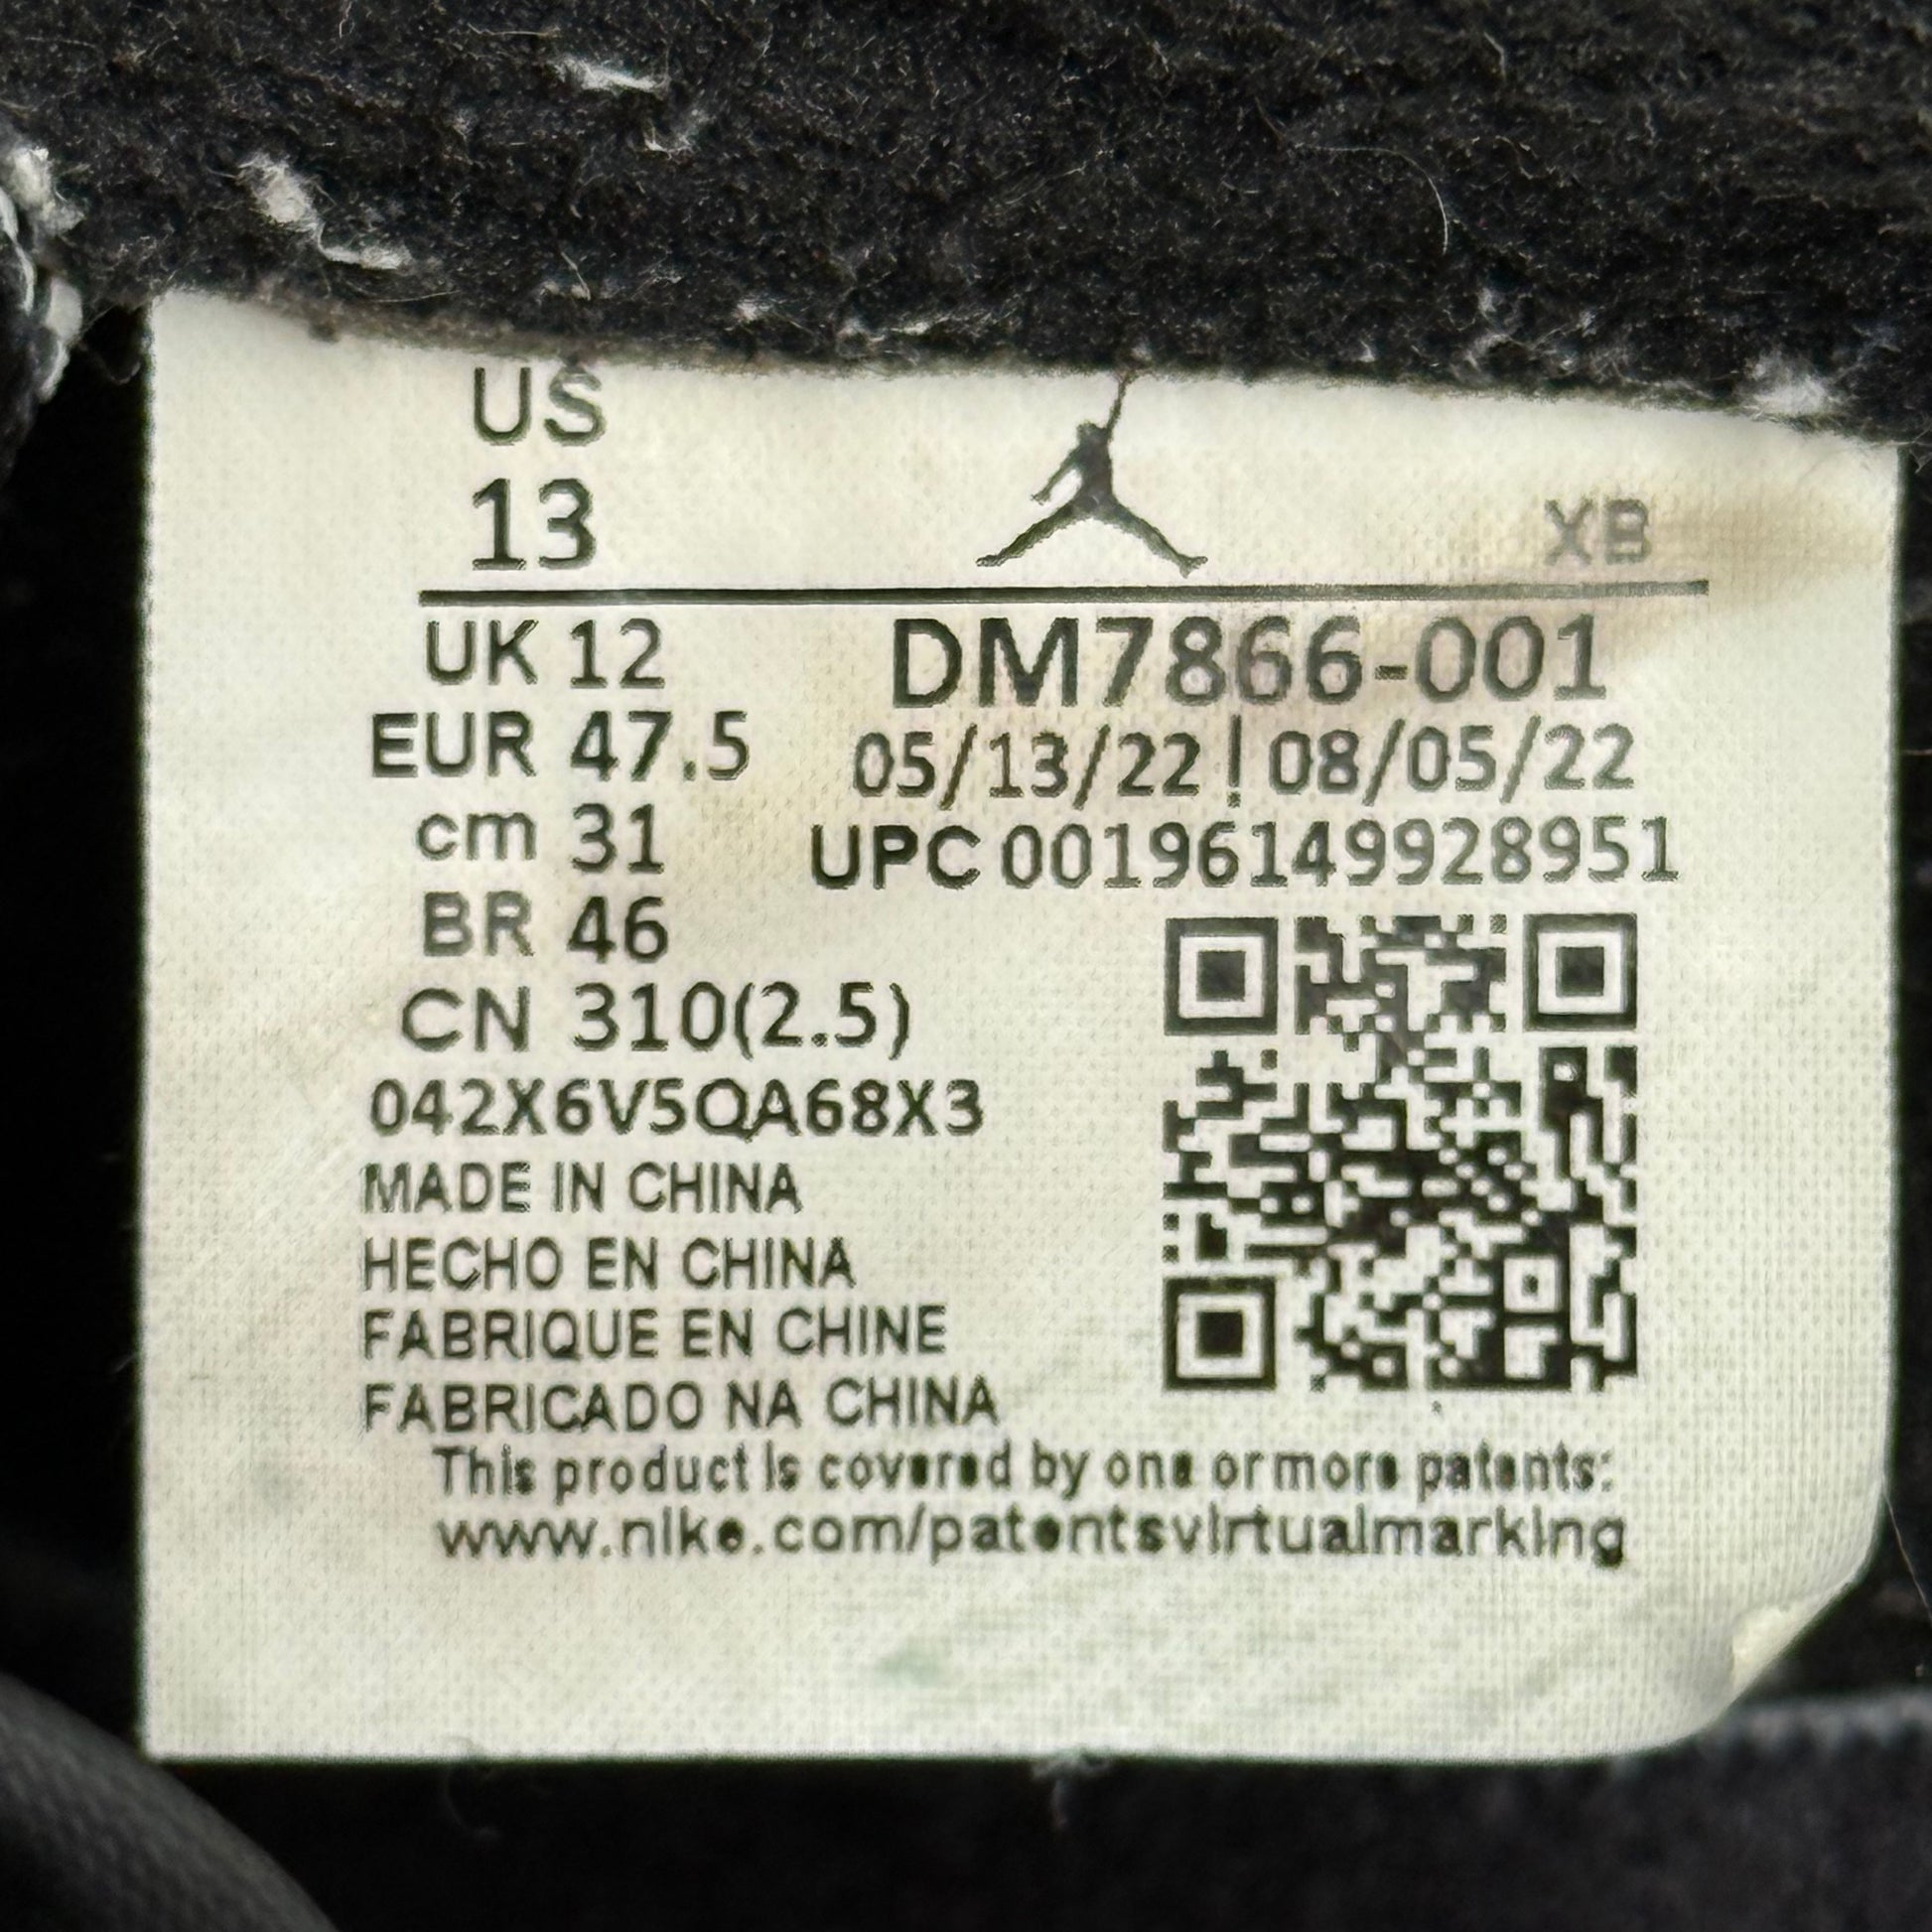 US
13
XB
UK 12
DM7866-001
EUR 47.5
05/13/22 | 08/05/22
cm 31
UPC 00196149928951
BR 46
CN 310(2.5)
042X6V5QA68X3
MADE IN CHINA
HECHO EN CHINA
FABRIQUE EN CHINE
FABRICADO NA CHINA
This product is covered by one or more patents:
www.nike.com/patentsvirtualmarking